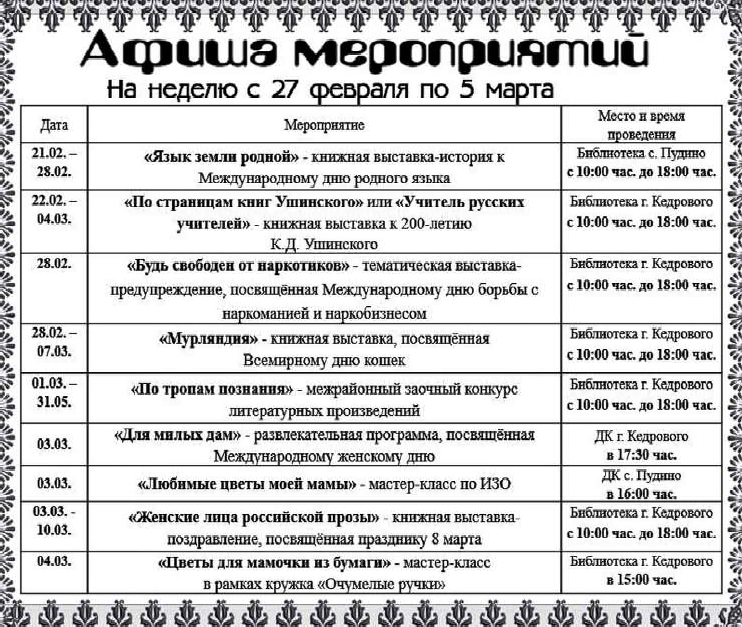 Афиша мероприятий
На неделю с 27 февраля по 5 марта
Дата
Мероприятие
Место и время
проведения
21.02. –
28.02.
«Язык земли родной» - книжная выставка-история к
Международному дню родного языка
Библиотека с. Пудино
с 10:00 час. до 18:00 час.
22.02. –
04.03.
«По страницам книг Ушинского» или «Учитель русских
учителей» - книжная выставка к 200-летию
К.Д. Ушинского
Библиотека г. Кедрового
с 10:00 час. до 18:00 час.
28.02.
«Будь свободен от наркотиков» - тематическая выставка-
предупреждение, посвящённая Международному дню борьбы с
наркоманией и наркобизнесом
Библиотека г. Кедрового
с 10:00 час. до 18:00 час.
28.02. –
07.03.
«Мурляндия» - книжная выставка, посвящённая
Всемирному дню кошек
Библиотека г. Кедрового
с 10:00 час. до 18:00 час.
01.03. –
31.05.
«По тропам познания» - межрайонный заочный конкурс
литературных произведений
Библиотека г. Кедрового
с 10:00 час. до 18:00 час.
03.03.
«Для милых дам» - развлекательная программа, посвящённая
Международному женскому дню
ДК г. Кедрового
в 17:30 час.
03.03.
«Любимые цветы моей мамы» - мастер-класс по ИЗО
ДК с. Пудино
в 16:00 час.
03.03. -
10.03.
«Женские лица российской прозы» - книжная выставка-
поздравление, посвящённая празднику 8 марта
Библиотека г. Кедрового
с 10:00 час. до 18:00 час.
04.03.
«Цветы для мамочки из бумаги» - мастер-класс
в рамках кружка «Очумелые ручки»
Библиотека г. Кедрового
в 15:00 час.